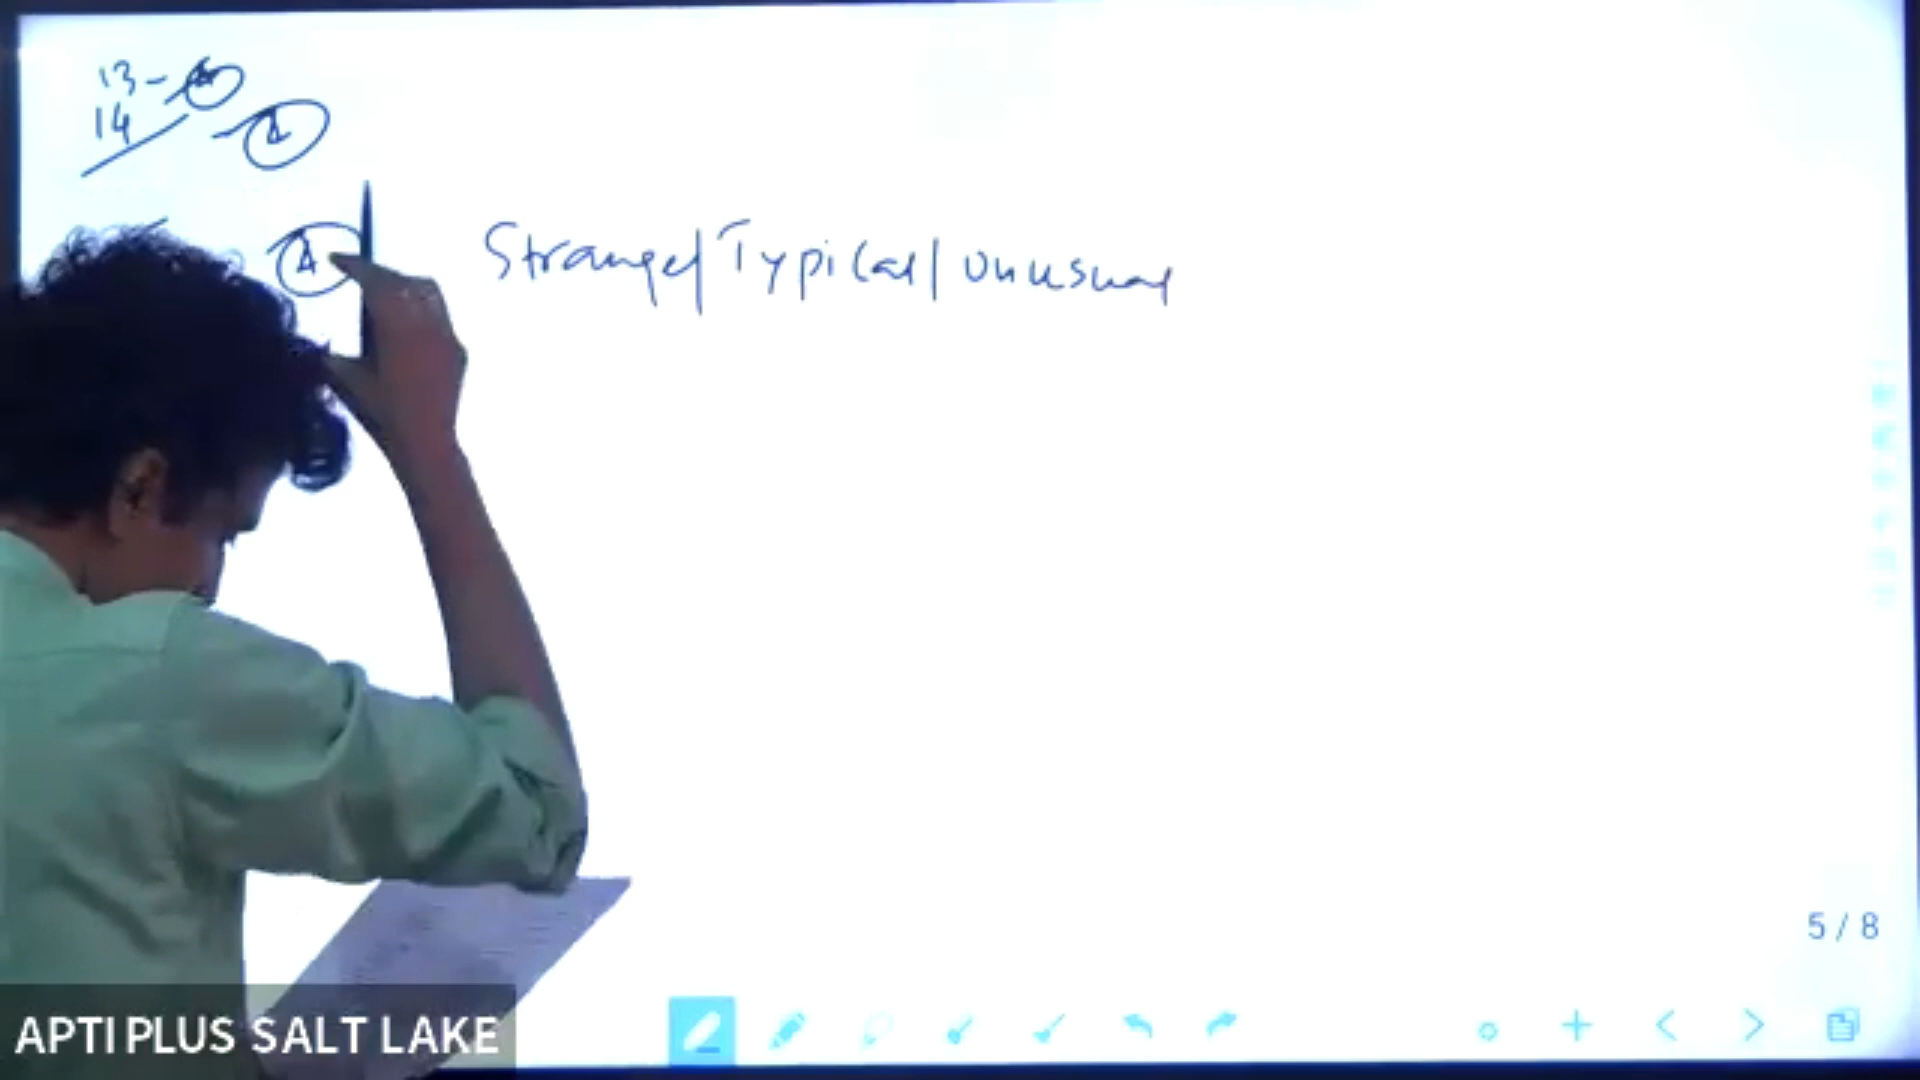 13 -
14 - A
A Strange/Typical/unusual
5 / 8
APTI PLUS SALT LAKE